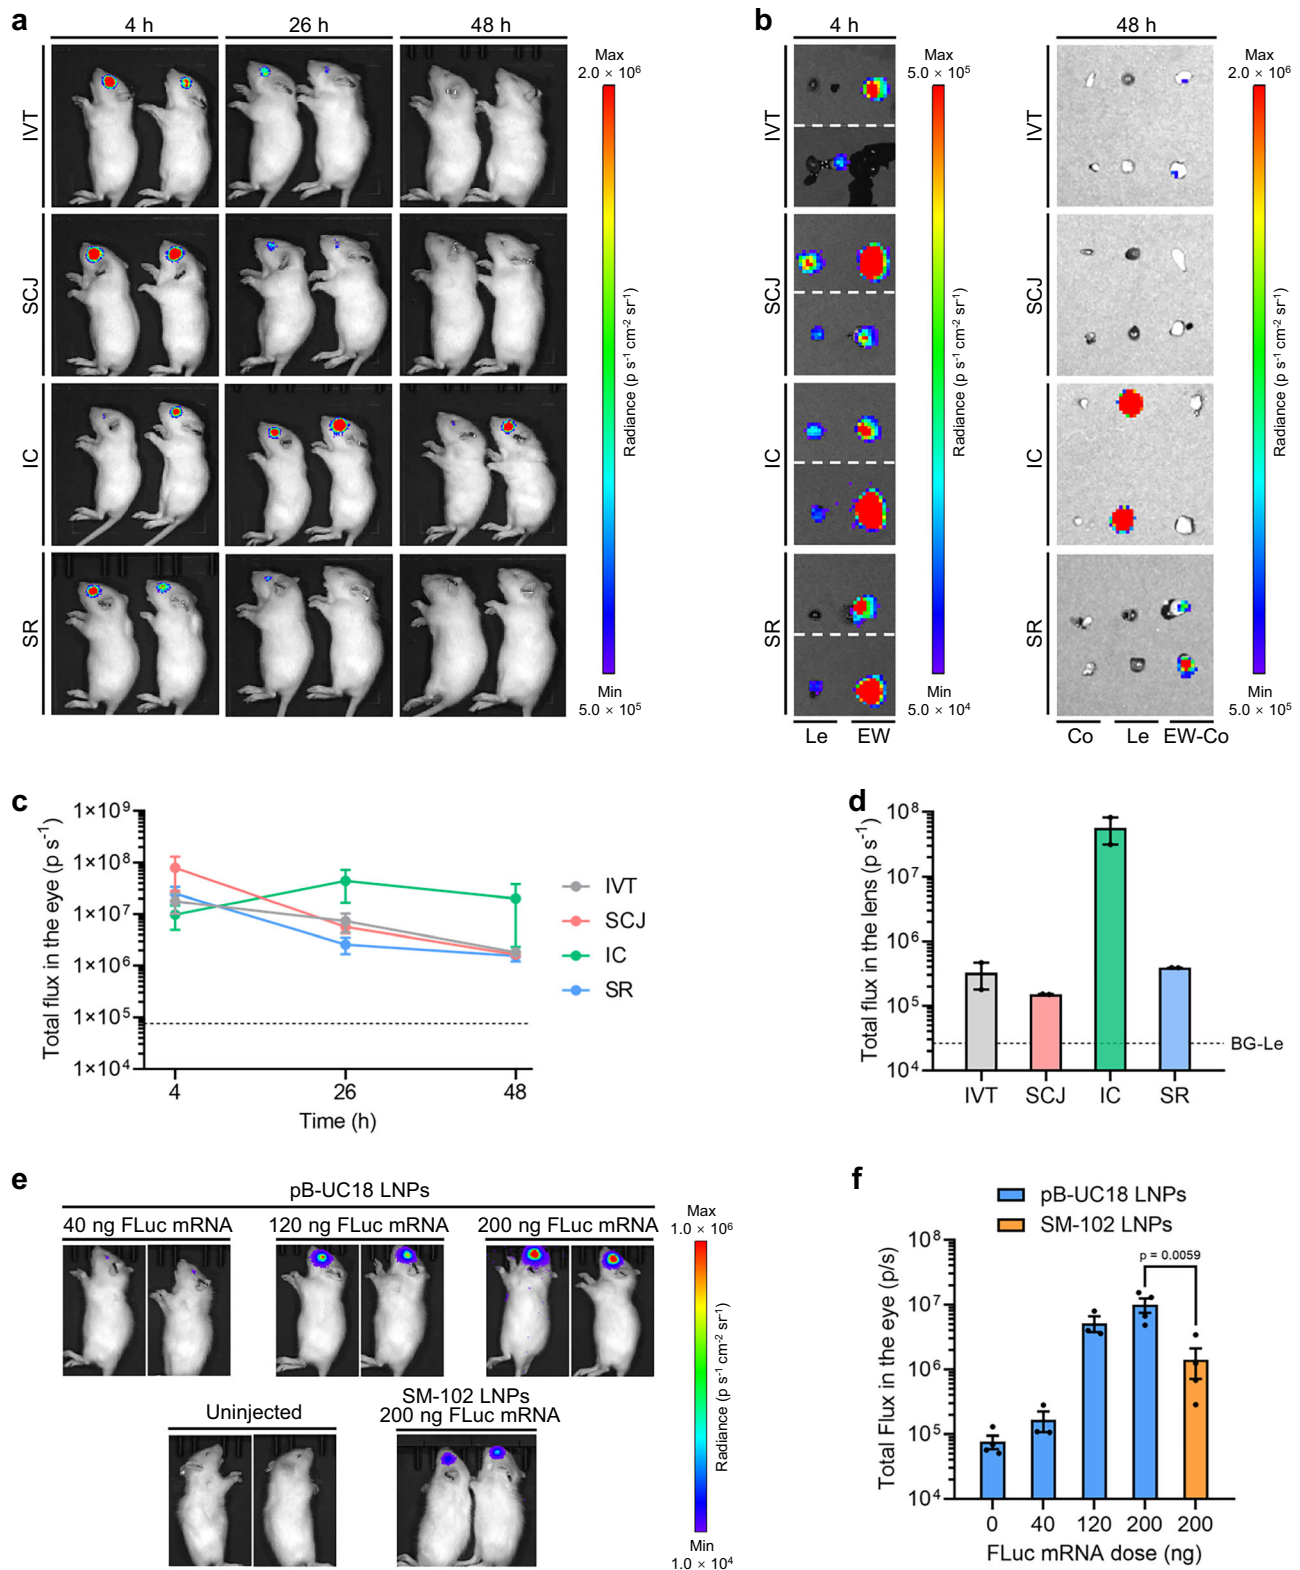 a
4 h
26 h
48 h
IVT
SCJ
IC
SR
Max
2.0 × 10⁶
Radiance (p s⁻¹ cm⁻² sr⁻¹)
Min
5.0 × 10⁵
b
4 h
48 h
IVT
SCJ
IC
SR
Max
5.0 × 10⁵
Radiance (p s⁻¹ cm⁻² sr⁻¹)
Min
5.0 × 10⁴
Le
EW
IVT
SCJ
IC
SR
Max
2.0 × 10⁶
Radiance (p s⁻¹ cm⁻² sr⁻¹)
Min
5.0 × 10⁵
Co
Le
EW-Co
c
Total flux in the eye (p s⁻¹)
1×10⁹
1×10⁸
1×10⁷
1×10⁶
1×10⁵
1×10⁴
4
26
48
Time (h)
IVT
SCJ
IC
SR
d
Total flux in the lens (p s⁻¹)
10⁸
10⁷
10⁶
10⁵
10⁴
BG-Le
IVT
SCJ
IC
SR
e
pB-UC18 LNPs
40 ng FLuc mRNA
120 ng FLuc mRNA
200 ng FLuc mRNA
Uninjected
SM-102 LNPs
200 ng FLuc mRNA
Max
1.0 × 10⁶
Radiance (p s⁻¹ cm⁻² sr⁻¹)
Min
1.0 × 10⁴
f
pB-UC18 LNPs
SM-102 LNPs
p = 0.0059
Total Flux in the eye (p/s)
10⁸
10⁷
10⁶
10⁵
10⁴
0
40
120
200
200
FLuc mRNA dose (ng)